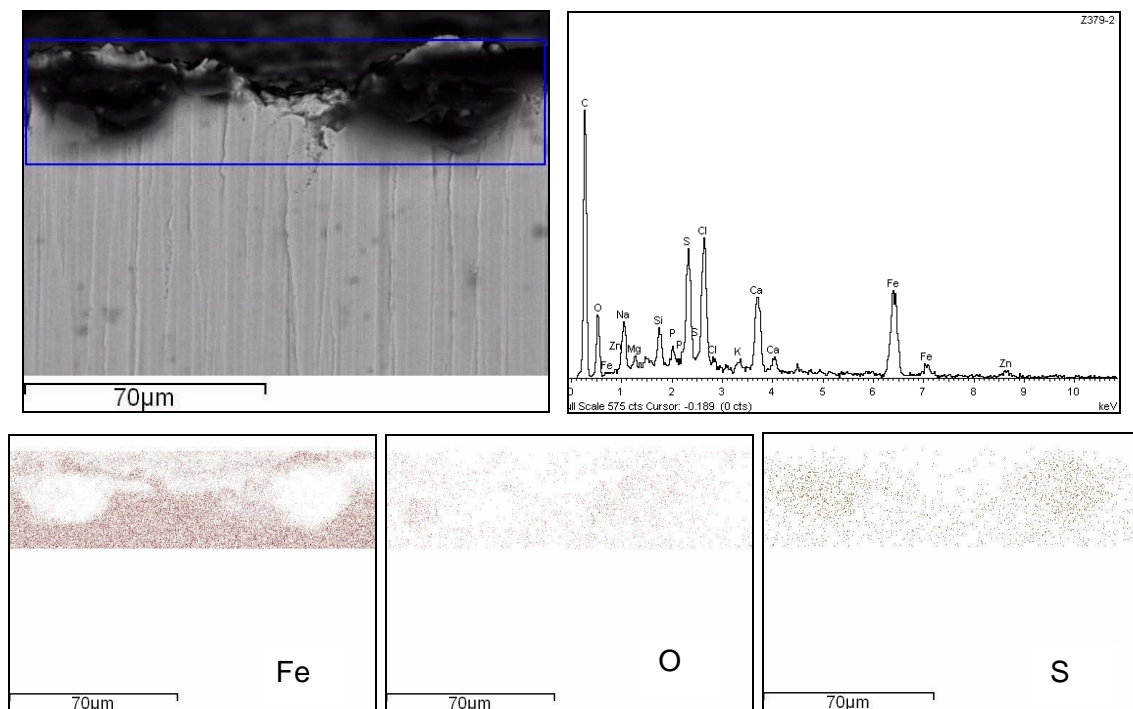 70µm
Z379-2
C
O
Fe
Zn
Na
Mg
Si
P
P
S
S
Cl
Cl
K
Ca
Ca
Fe
Fe
Zn
0 1 2 3 4 5 6 7 8 9 10
ull Scale 575 cts Cursor: -0.189 (0 cts)
keV
Fe
70µm
O
70µm
S
70µm